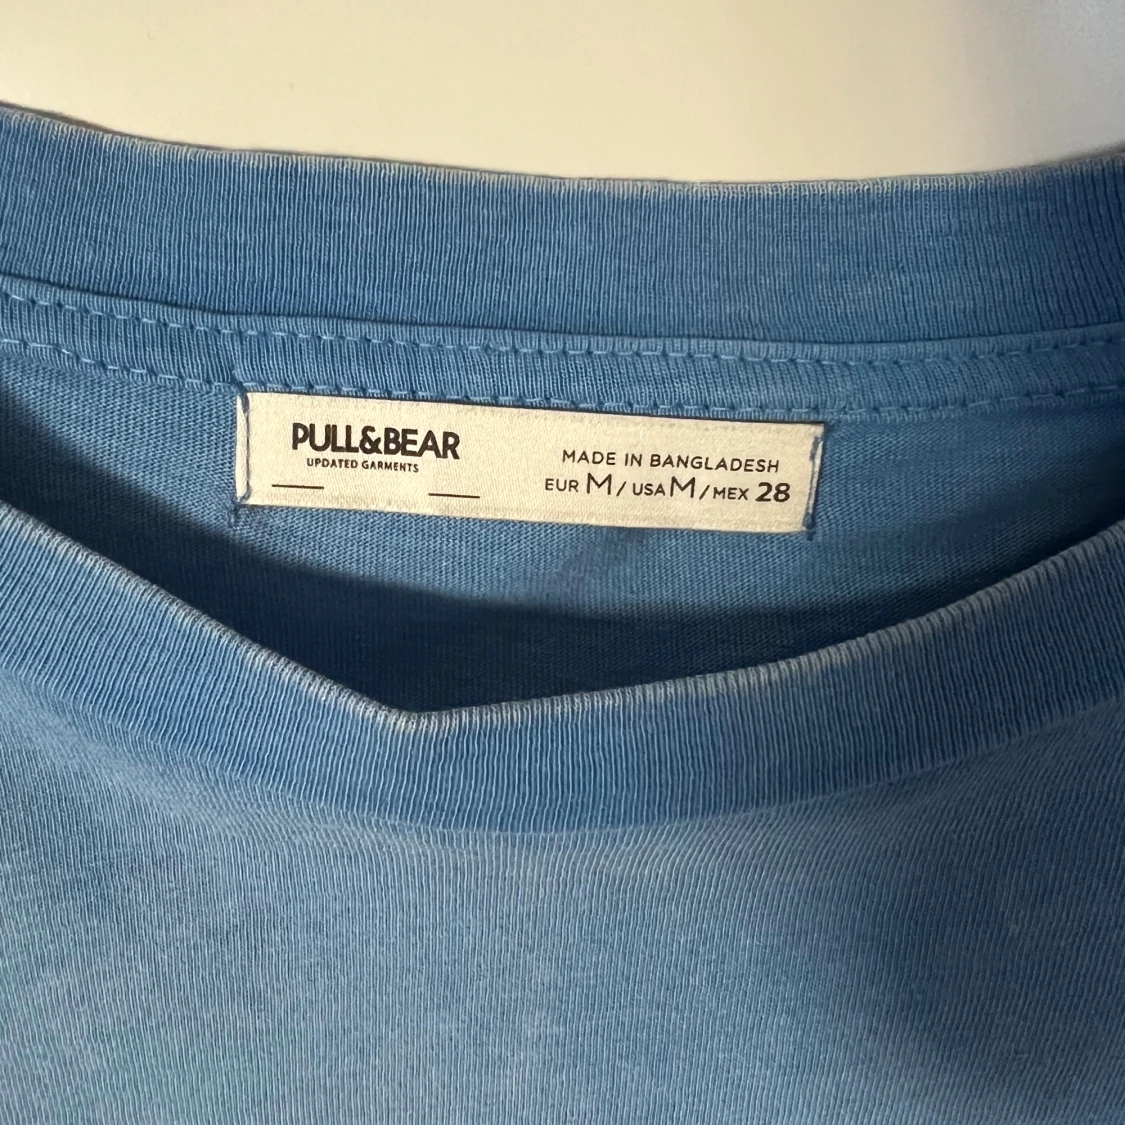 PULL&BEAR
UPDATED GARMENTS
MADE IN BANGLADESH
EUR M / USA M / MEX 28